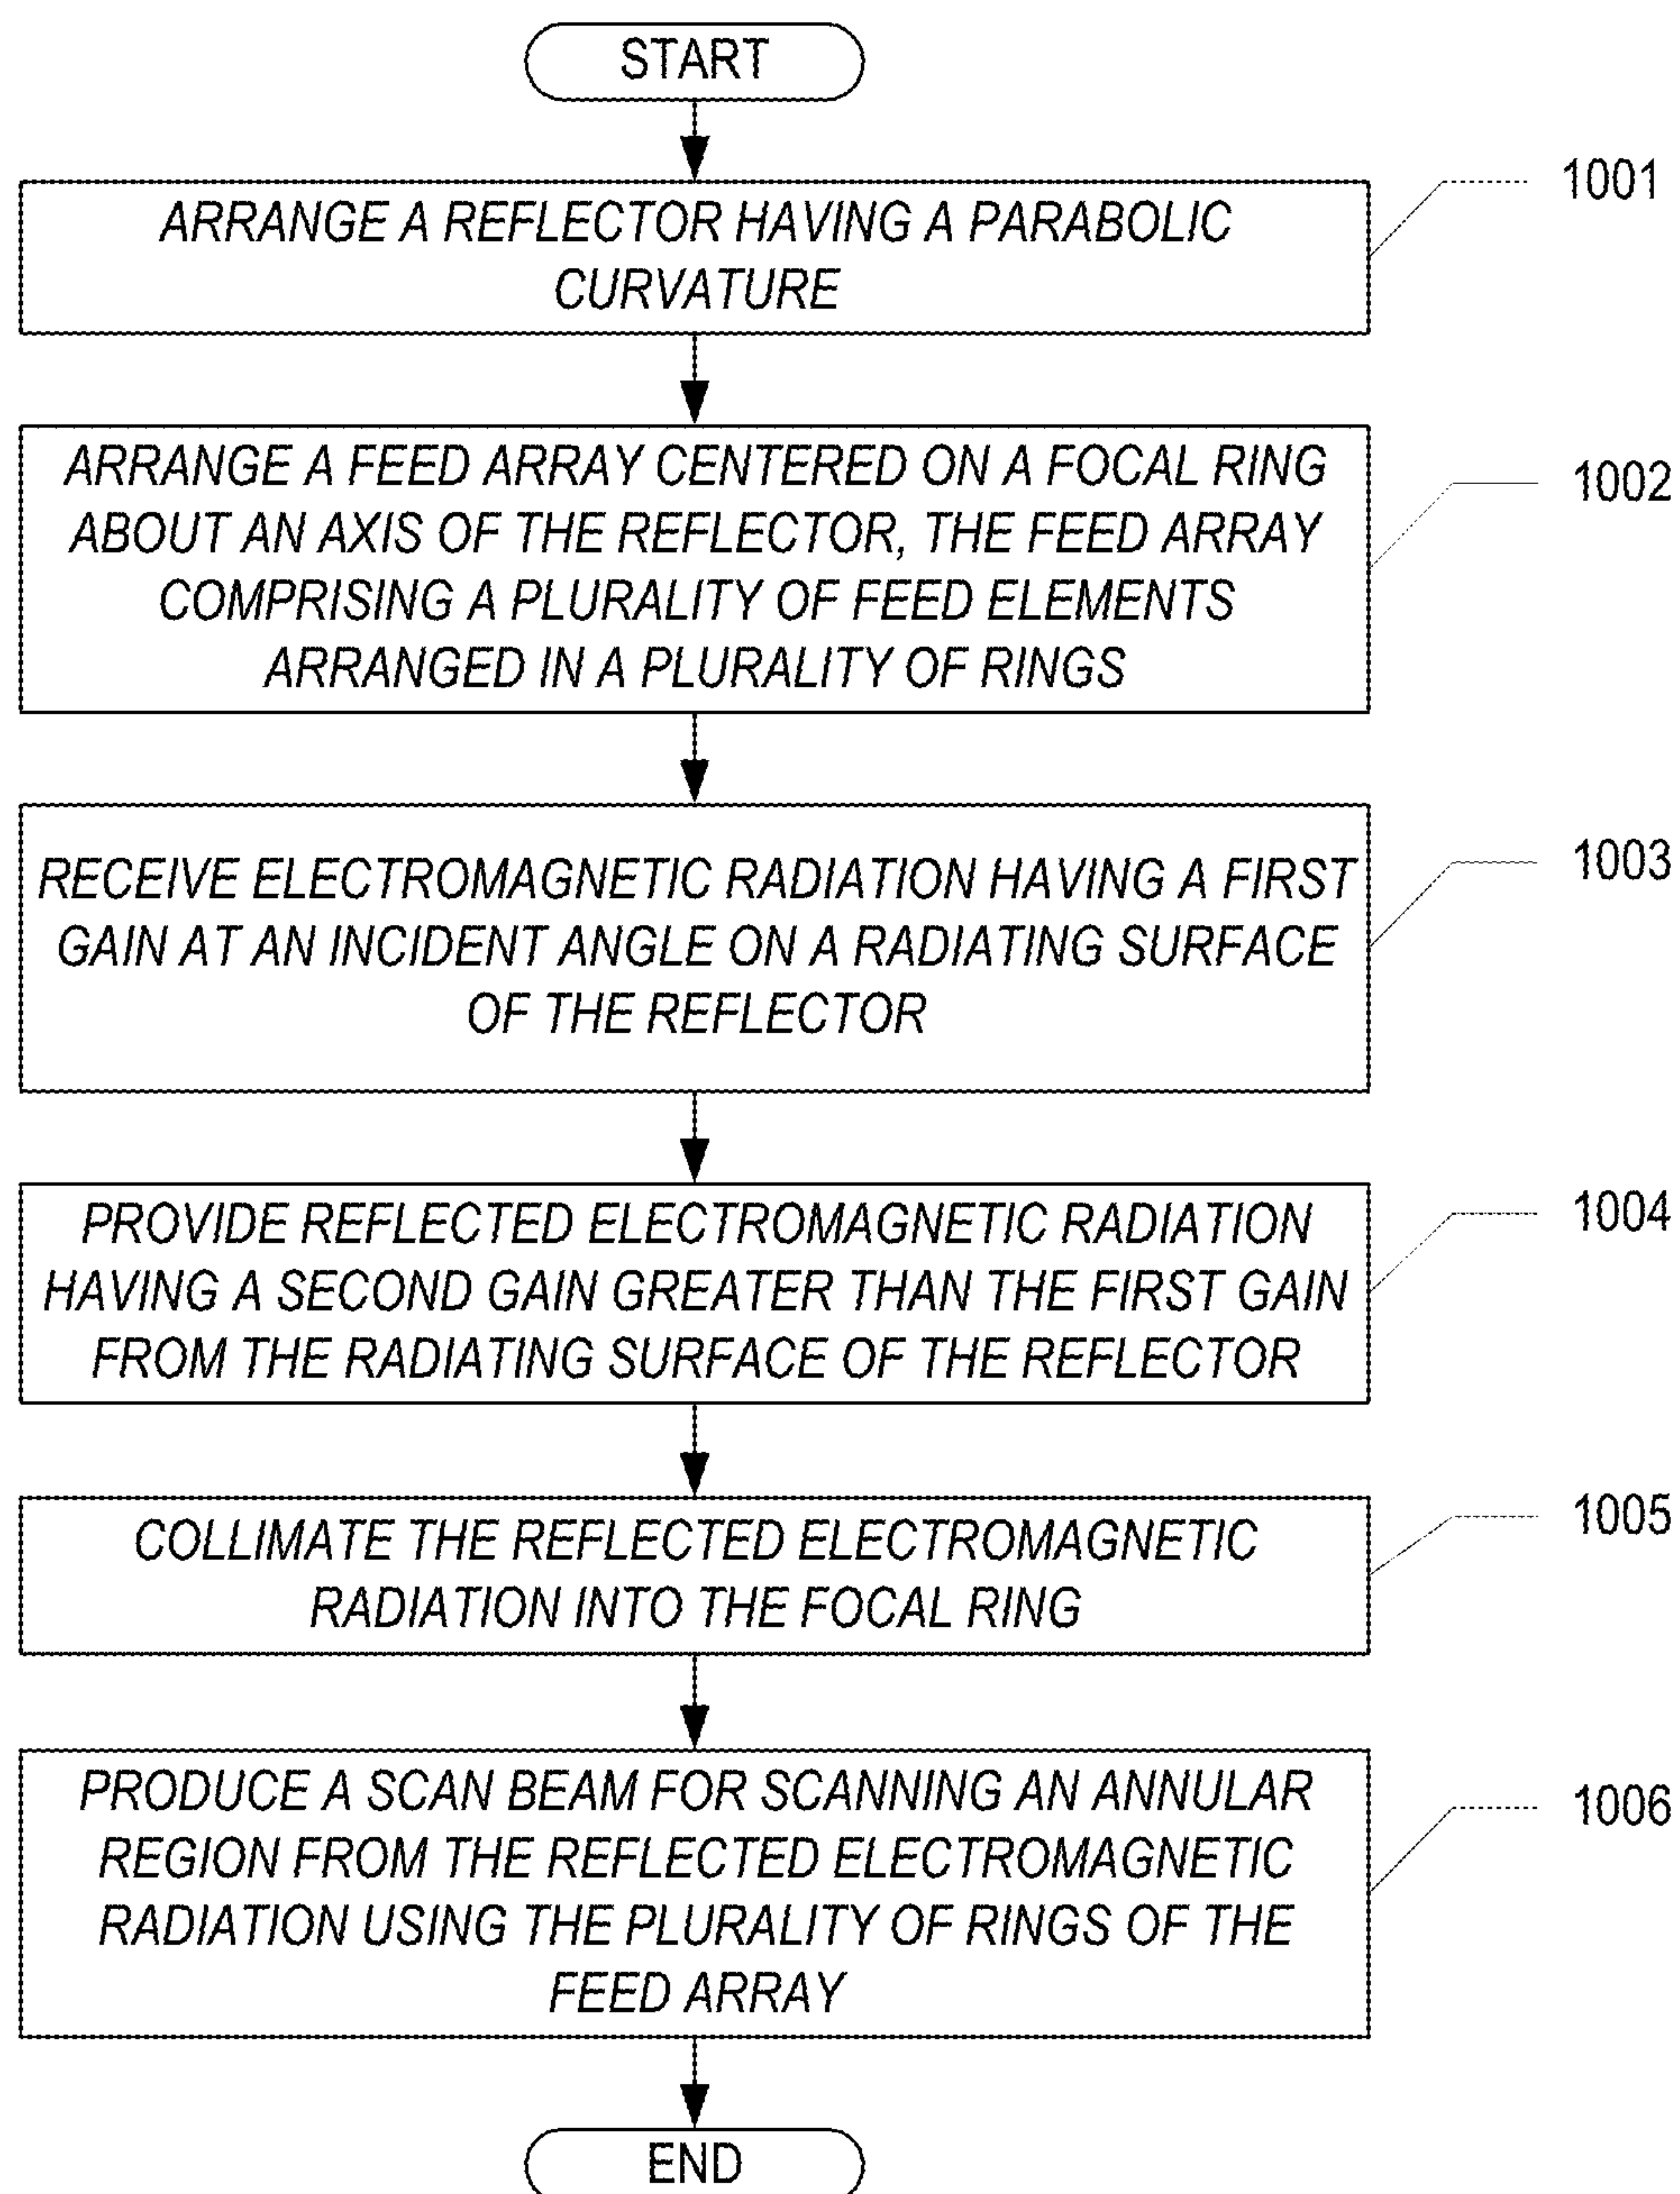 START
ARRANGE A REFLECTOR HAVING A PARABOLIC
CURVATURE
1001
ARRANGE A FEED ARRAY CENTERED ON A FOCAL RING
ABOUT AN AXIS OF THE REFLECTOR, THE FEED ARRAY
COMPRISING A PLURALITY OF FEED ELEMENTS
ARRANGED IN A PLURALITY OF RINGS
1002
RECEIVE ELECTROMAGNETIC RADIATION HAVING A FIRST
GAIN AT AN INCIDENT ANGLE ON A RADIATING SURFACE
OF THE REFLECTOR
1003
PROVIDE REFLECTED ELECTROMAGNETIC RADIATION
HAVING A SECOND GAIN GREATER THAN THE FIRST GAIN
FROM THE RADIATING SURFACE OF THE REFLECTOR
1004
COLLIMATE THE REFLECTED ELECTROMAGNETIC
RADIATION INTO THE FOCAL RING
1005
PRODUCE A SCAN BEAM FOR SCANNING AN ANNULAR
REGION FROM THE REFLECTED ELECTROMAGNETIC
RADIATION USING THE PLURALITY OF RINGS OF THE
FEED ARRAY
1006
END